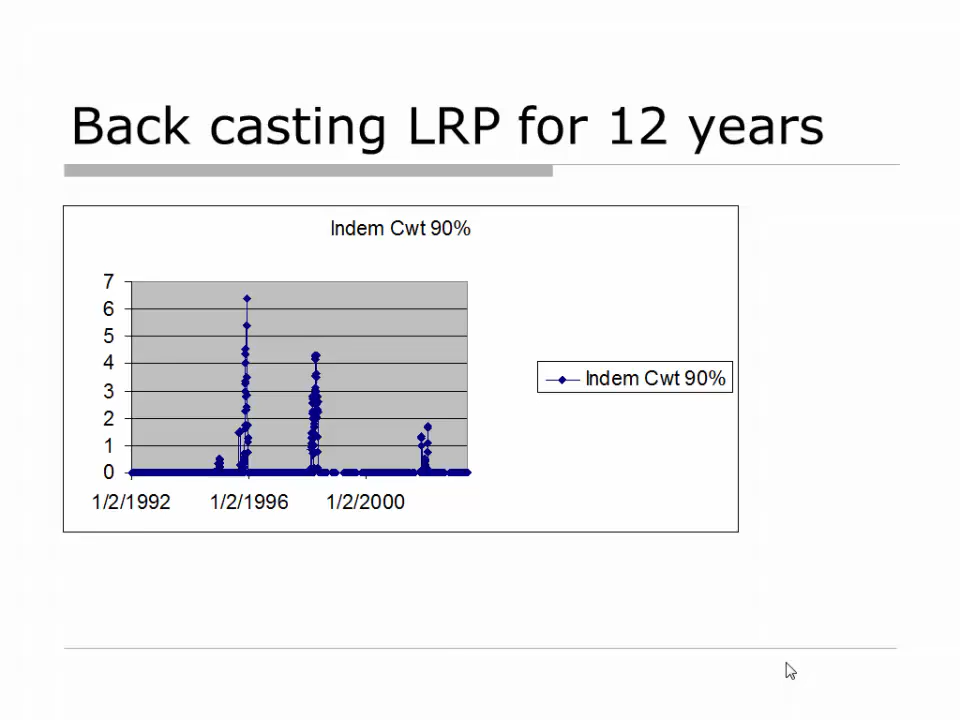 Back casting LRP for 12 years
Indem Cwt 90%
7
6
5
4
3
2
1
0
1/2/1992 1/2/1996 1/2/2000
Indem Cwt 90%